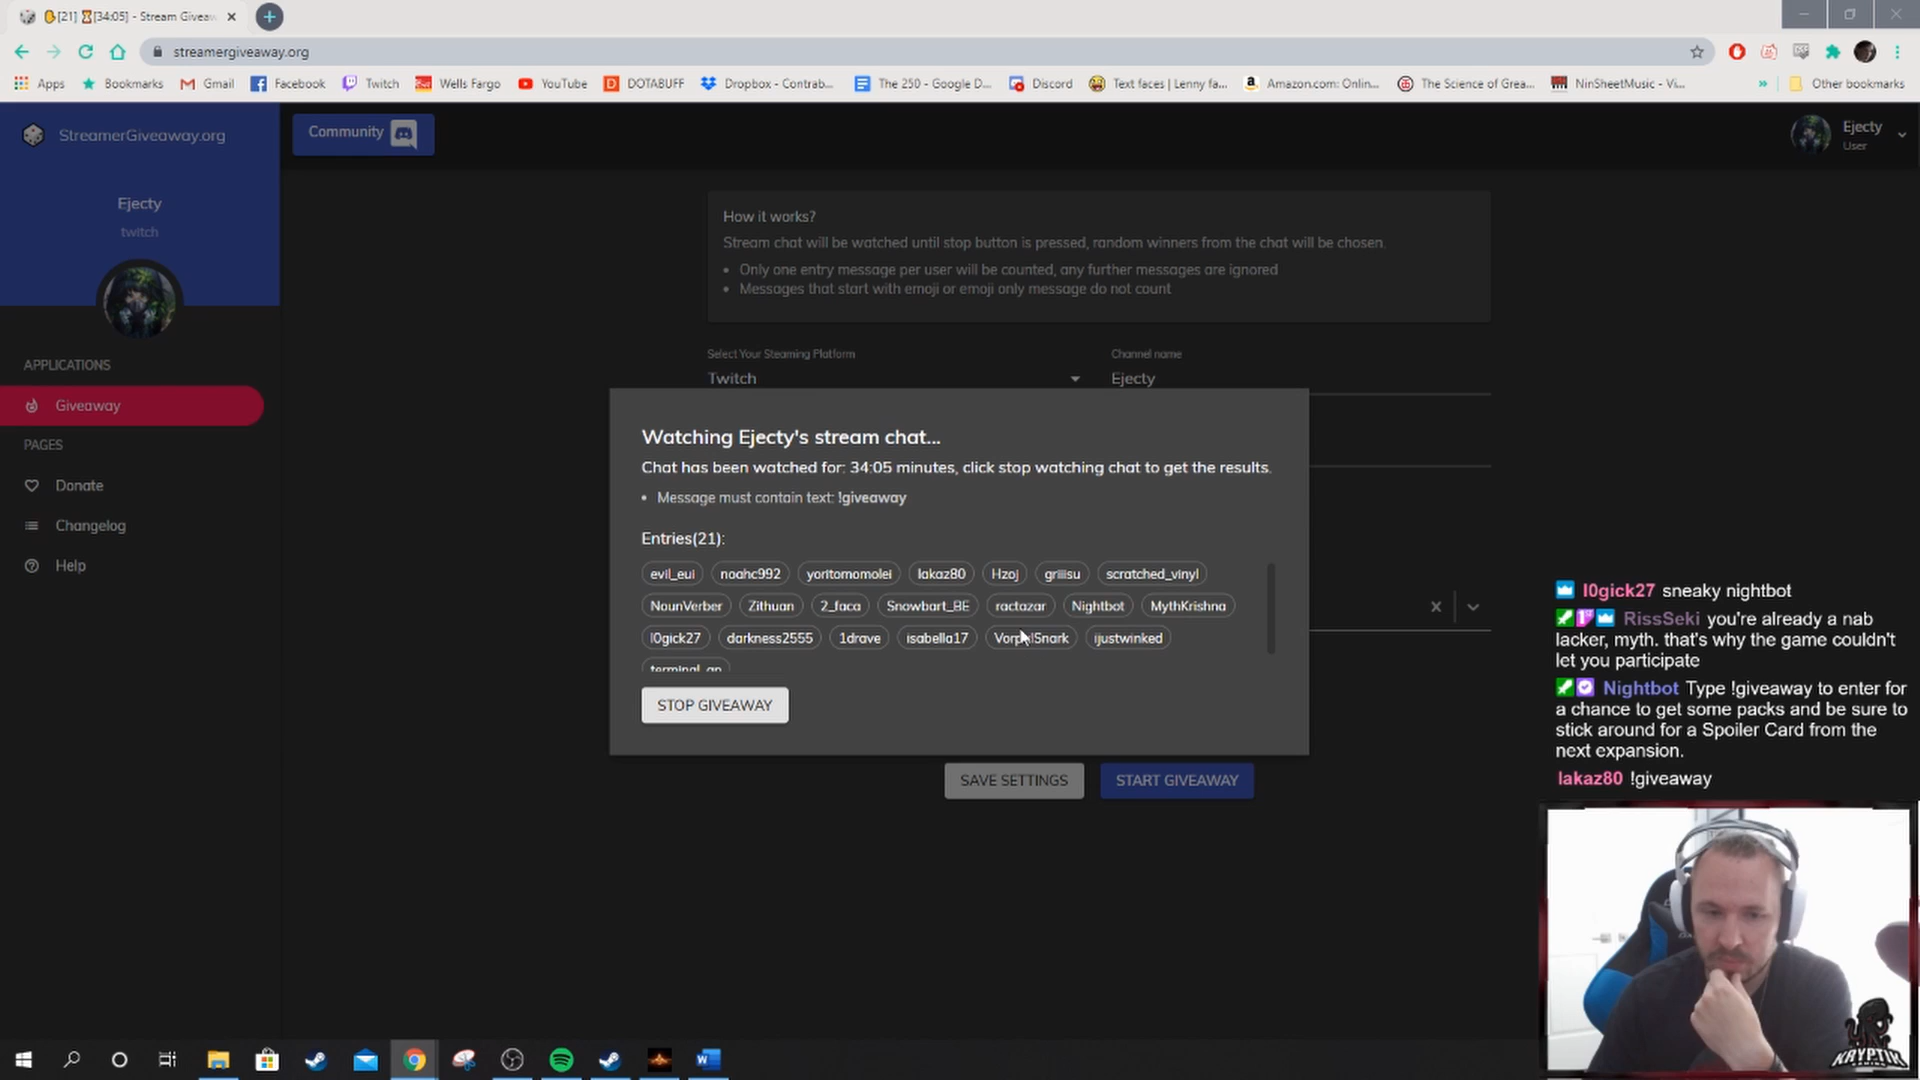 [21] [34:05] - Stream Giveaw
streamergiveaway.org
Apps Bookmarks Gmail Facebook Twitch Wells Fargo YouTube DOTABUFF Dropbox - Contrab... The 250 - Google D... Discord Text faces | Lenny fa... Amazon.com: Onlin... The Science of Grea... NinSheetMusic - Vi... » Other bookmarks
StreamerGiveaway.org
Community
Ejecty
User
Ejecty
twitch
APPLICATIONS
Giveaway
PAGES
Donate
Changelog
Help
How it works?
Stream chat will be watched until stop button is pressed, random winners from the chat will be chosen.
• Only one entry message per user will be counted, any further messages are ignored
• Messages that start with emoji or emoji only message do not count
Select Your Steaming Platform
Twitch
Channel name
Ejecty
Watching Ejecty's stream chat...
Chat has been watched for: 34:05 minutes, click stop watching chat to get the results.
• Message must contain text: !giveaway
Entries(21):
evil_eui noahc992 yoritomomolei lakaz80 Hzoj griiisu scratched_vinyl
NounVerber Zithuan 2_faca Snowbart_BE ractazar Nightbot MythKrishna
l0gick27 darkness2555 1drave isabella17 VorpalSnark ijustwinked
STOP GIVEAWAY
SAVE SETTINGS
START GIVEAWAY
l0gick27 sneaky nightbot
RissSeki you're already a nab
lacker, myth. that's why the game couldn't
let you participate
Nightbot Type !giveaway to enter for
a chance to get some packs and be sure to
stick around for a Spoiler Card from the
next expansion.
lakaz80 !giveaway
KRYPTIK